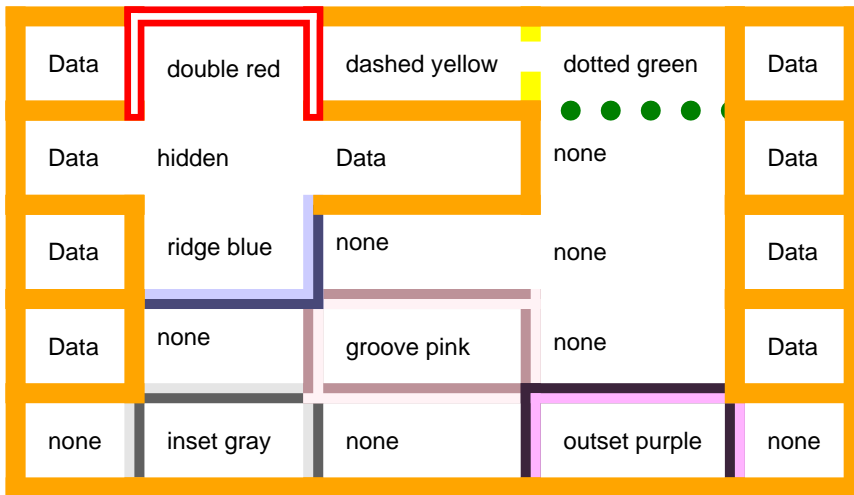 Data double red dashed yellow dotted green Data
Data hidden Data none Data
Data ridge blue none none Data
Data none groove pink none Data
none inset gray none outset purple none